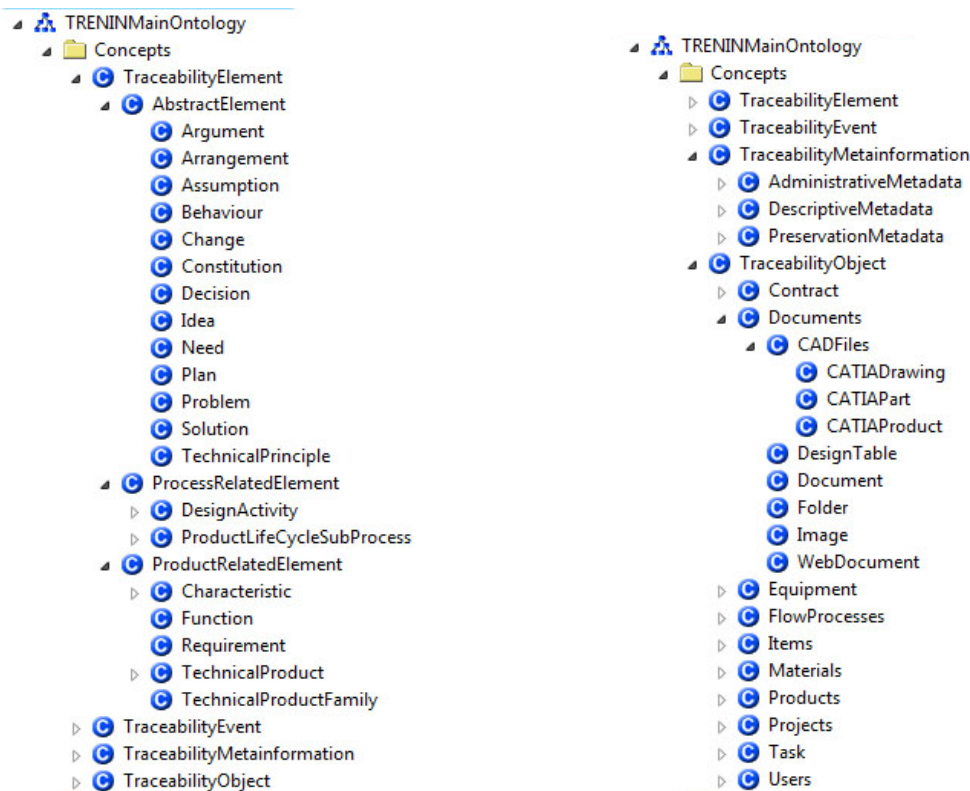 TRENINMainOntology
Concepts
TraceabilityElement
AbstractElement
Argument
Arrangement
Assumption
Behaviour
Change
Constitution
Decision
Idea
Need
Plan
Problem
Solution
TechnicalPrinciple
ProcessRelatedElement
DesignActivity
ProductLifeCycleSubProcess
ProductRelatedElement
Characteristic
Function
Requirement
TechnicalProduct
TechnicalProductFamily
TraceabilityEvent
TraceabilityMetainformation
TraceabilityObject
TRENINMainOntology
Concepts
TraceabilityElement
TraceabilityEvent
TraceabilityMetainformation
AdministrativeMetadata
DescriptiveMetadata
PreservationMetadata
TraceabilityObject
Contract
Documents
CADFiles
CATIADrawing
CATIAPart
CATIAProduct
DesignTable
Document
Folder
Image
WebDocument
Equipment
FlowProcesses
Items
Materials
Products
Projects
Task
Users